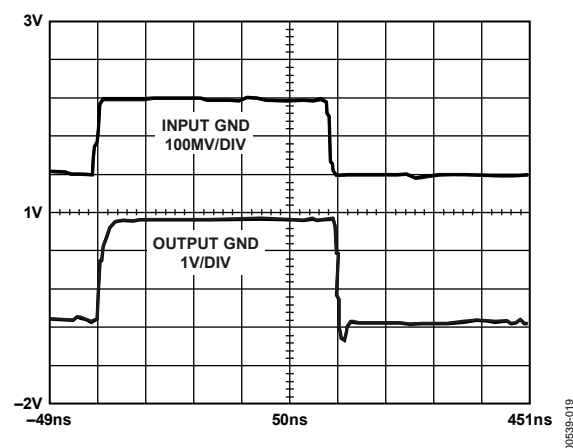 3V
INPUT GND
100MV/DIV
1V
OUTPUT GND
1V/DIV
–2V
–49ns
50ns
451ns
00539-019